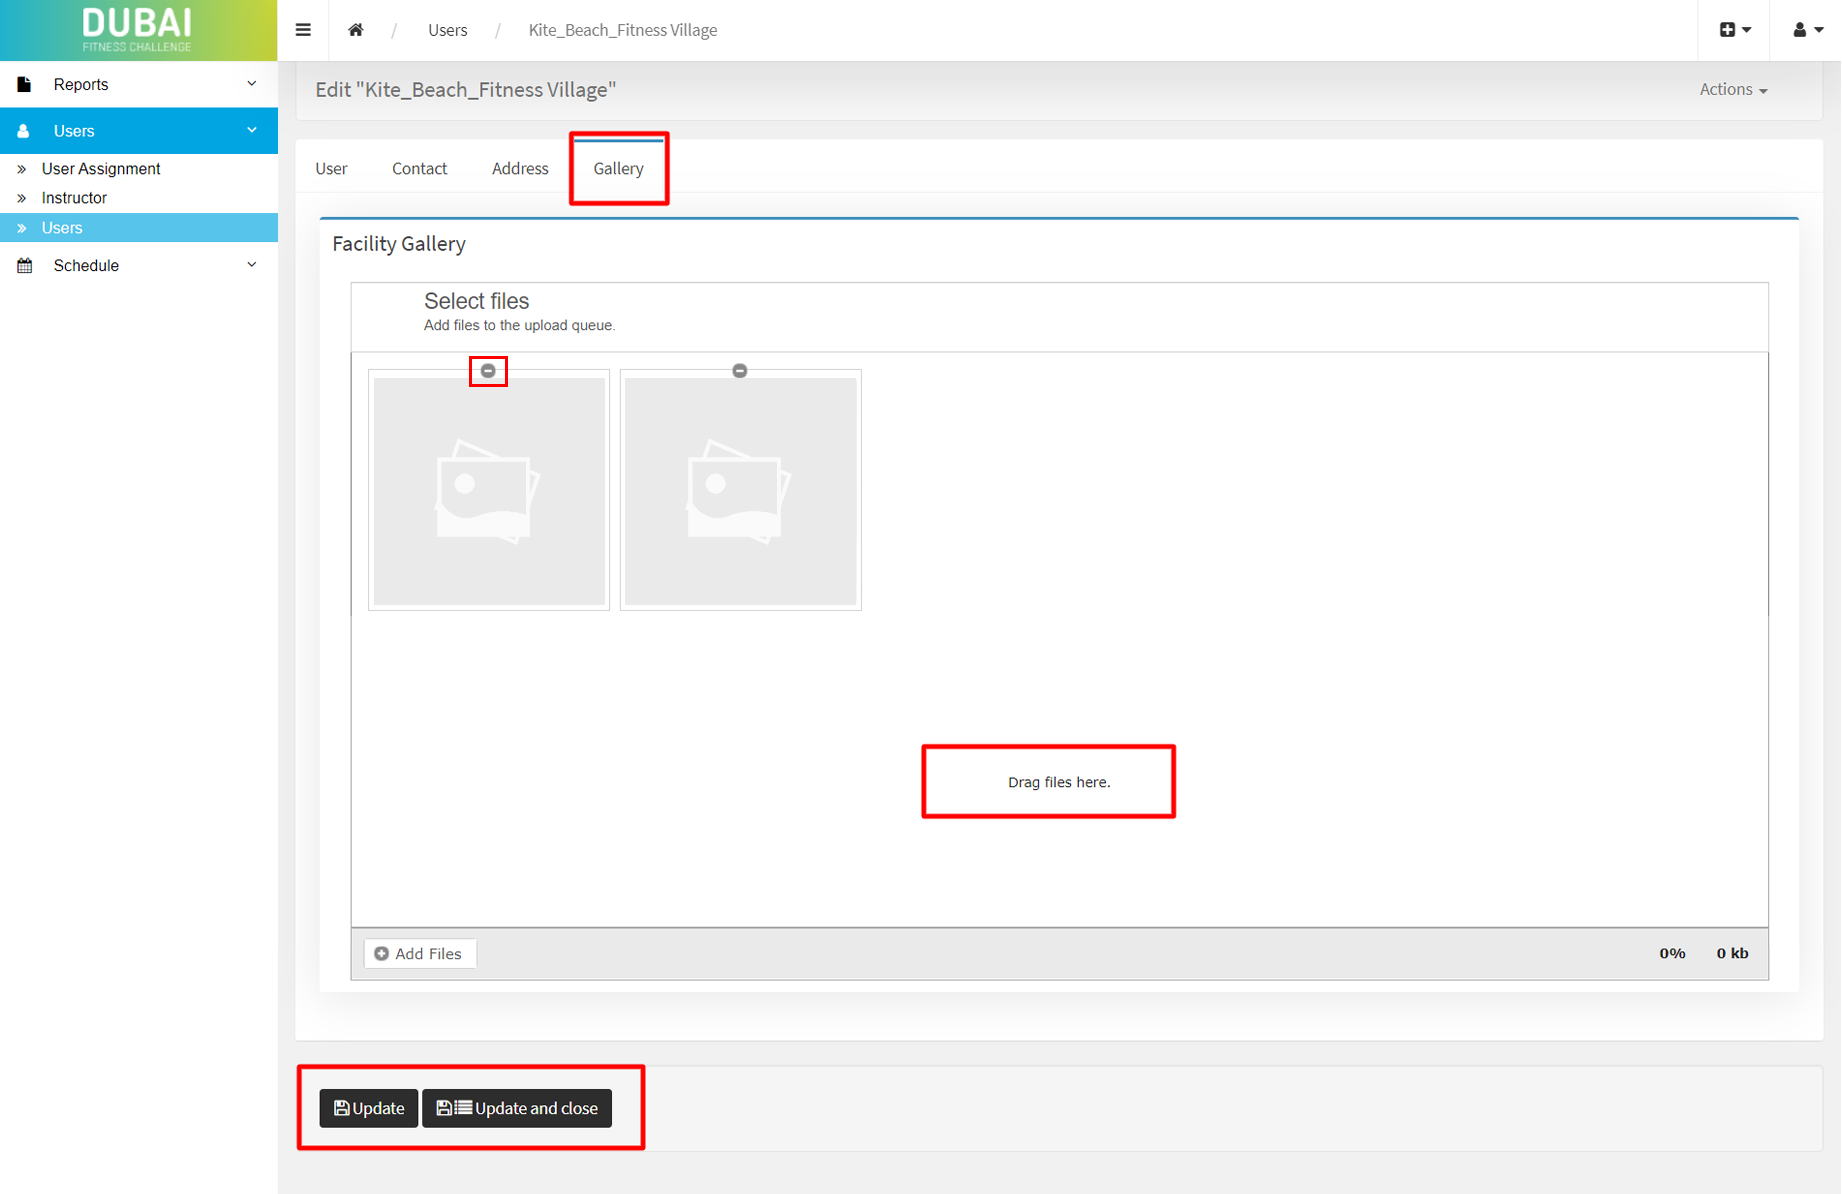 DUBAI
FITNESS CHALLENGE
/ Users / Kite_Beach_Fitness Village
Reports
Users
» User Assignment
» Instructor
» Users
Schedule
Edit "Kite_Beach_Fitness Village"
Actions
User Contact Address Gallery
Facility Gallery
Select files
Add files to the upload queue.
Drag files here.
Add Files
0% 0 kb
Update Update and close